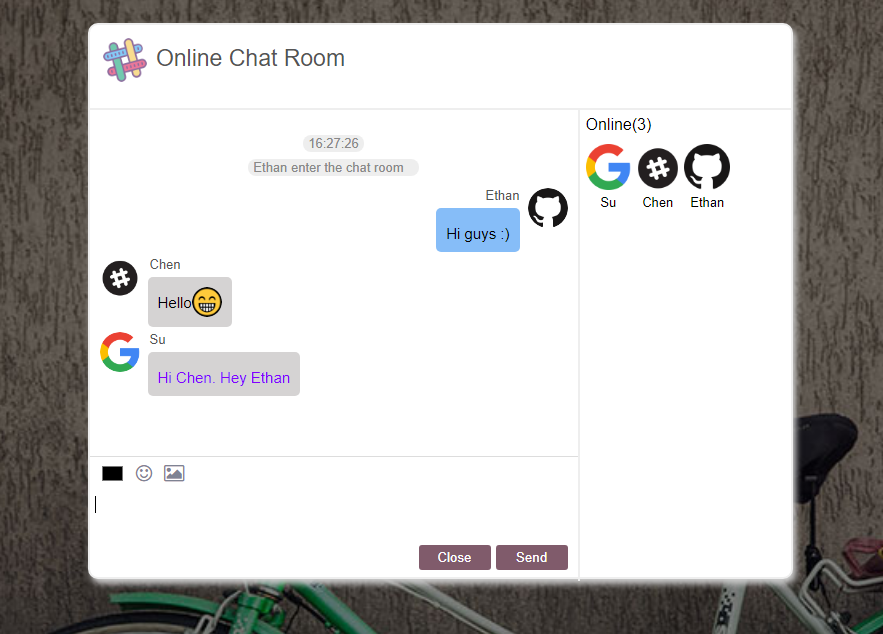 Online Chat Room
Online(3)
Su
Chen
Ethan
16:27:26
Ethan enter the chat room
Ethan
Hi guys :)
Chen
Hello😁
Su
Hi Chen. Hey Ethan
Close
Send